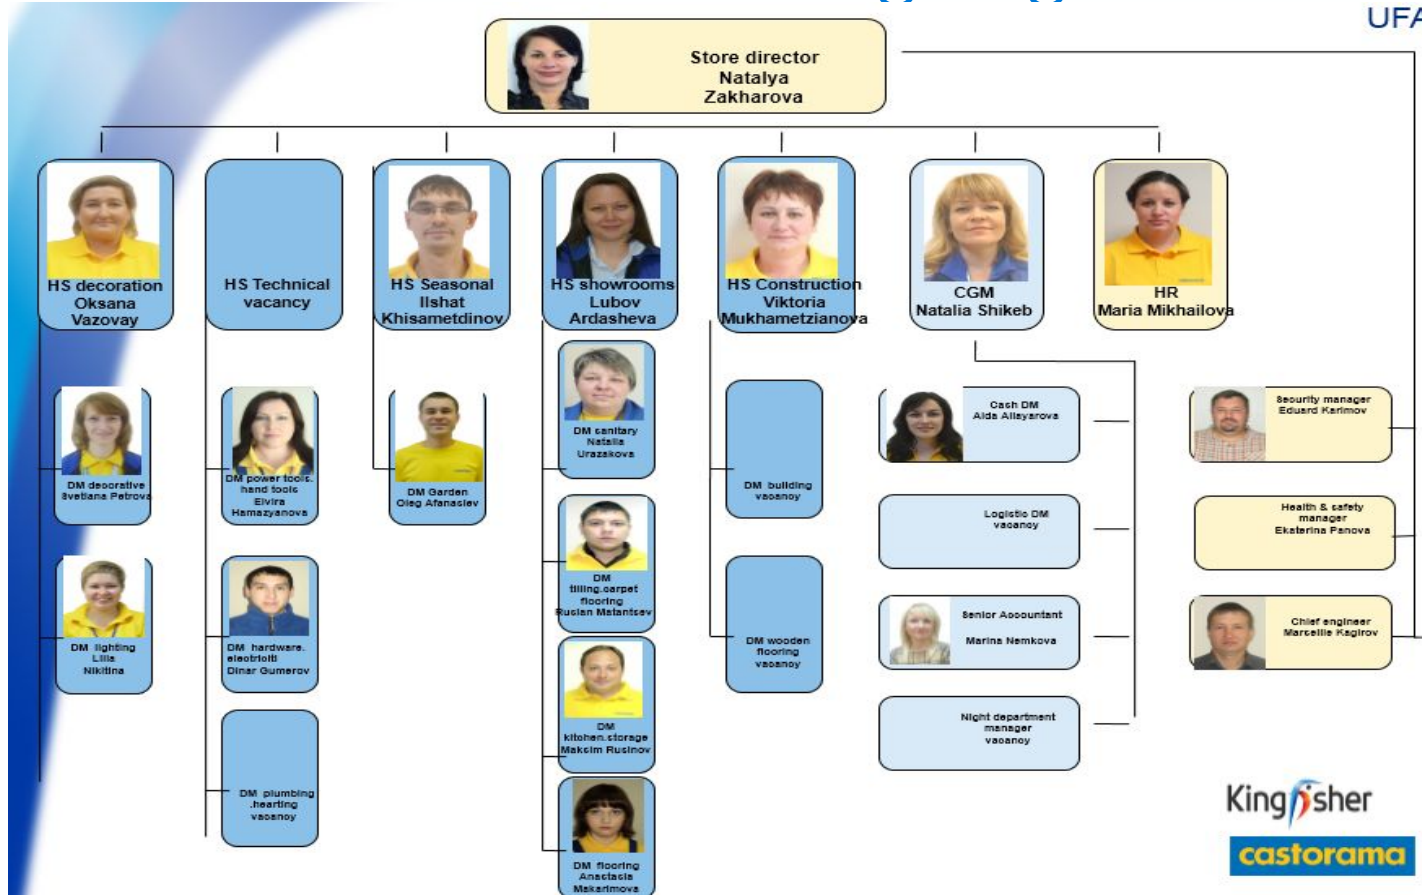 UFA
Store director
Natalya
Zakharova
HS decoration
Oksana
Vazovay
HS Technical
vacancy
HS Seasonal
Ilshat
Khisametdinov
HS showrooms
Lubov
Ardasheva
HS Construction
Viktoria
Mukhametzianova
CGM
Natalia Shikeb
HR
Maria Mikhailova
DM decorative
Svetlana Petrova
DM lighting
Lilia
Nikitina
DM power tools.
hand tools
Elvira
Hamazyanova
DM hardware.
electriciti
Dinar Gumerov
DM plumbing
.hearting
vacancy
DM Garden
Oleg Afanasiev
DM sanitary
Natalia
Urazakova
DM
tilling.carpet
flooring
Ruslan Matantsev
DM
kitchen.storage
Maksim Rusinov
DM flooring
Anastasia
Makarimova
DM building
vacancy
DM wooden
flooring
vacancy
Cash DM
Aida Allayarova
Logistic DM
vacancy
Senior Accountant
Marina Nemkova
Night department
manager
vacancy
Security manager
Eduard Karimov
Health & safety
manager
Ekaterina Panova
Chief engineer
Marseille Kagirov
Kingfisher
castorama